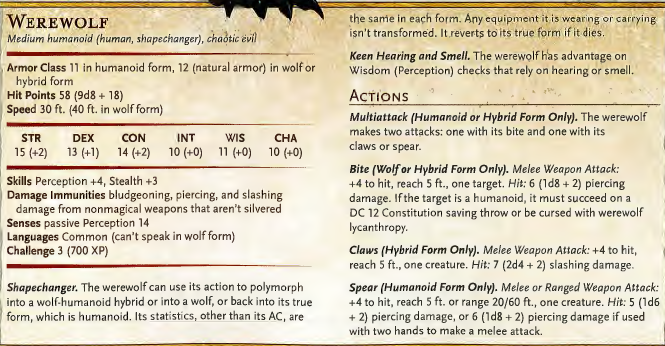 WEREWOLF
Medium humanoid (human, shapechanger), chaotic evil
Armor Class 11 in humanoid form, 12 (natural armor) in wolf or
hybrid form
Hit Points 58 (9d8 + 18)
Speed 30 ft. (40 ft. in wolf form)
STR DEX CON INT WIS CHA
15 (+2) 13 (+1) 14 (+2) 10 (+0) 11 (+0) 10 (+0)
Skills Perception +4, Stealth +3
Damage Immunities bludgeoning, piercing, and slashing
damage from nonmagical weapons that aren't silvered
Senses passive Perception 14
Languages Common (can't speak in wolf form)
Challenge 3 (700 XP)
Shapechanger. The werewolf can use its action to polymorph
into a wolf-humanoid hybrid or into a wolf, or back into its true
form, which is humanoid. Its statistics, other than its AC, are
the same in each form. Any equipment it is wearing or carrying
isn't transformed. It reverts to its true form if it dies.
Keen Hearing and Smell. The werewolf has advantage on
Wisdom (Perception) checks that rely on hearing or smell.
ACTIONS
Multiattack (Humanoid or Hybrid Form Only). The werewolf
makes two attacks: one with its bite and one with its
claws or spear.
Bite (Wolf or Hybrid Form Only). Melee Weapon Attack:
+4 to hit, reach 5 ft., one target. Hit: 6 (1d8 + 2) piercing
damage. If the target is a humanoid, it must succeed on a
DC 12 Constitution saving throw or be cursed with werewolf
lycanthropy.
Claws (Hybrid Form Only). Melee Weapon Attack: +4 to hit,
reach 5 ft., one creature. Hit: 7 (2d4 + 2) slashing damage.
Spear (Humanoid Form Only). Melee or Ranged Weapon Attack:
+4 to hit, reach 5 ft. or range 20/60 ft., one creature. Hit: 5 (1d6
+ 2) piercing damage, or 6 (1d8 + 2) piercing damage if used
with two hands to make a melee attack.